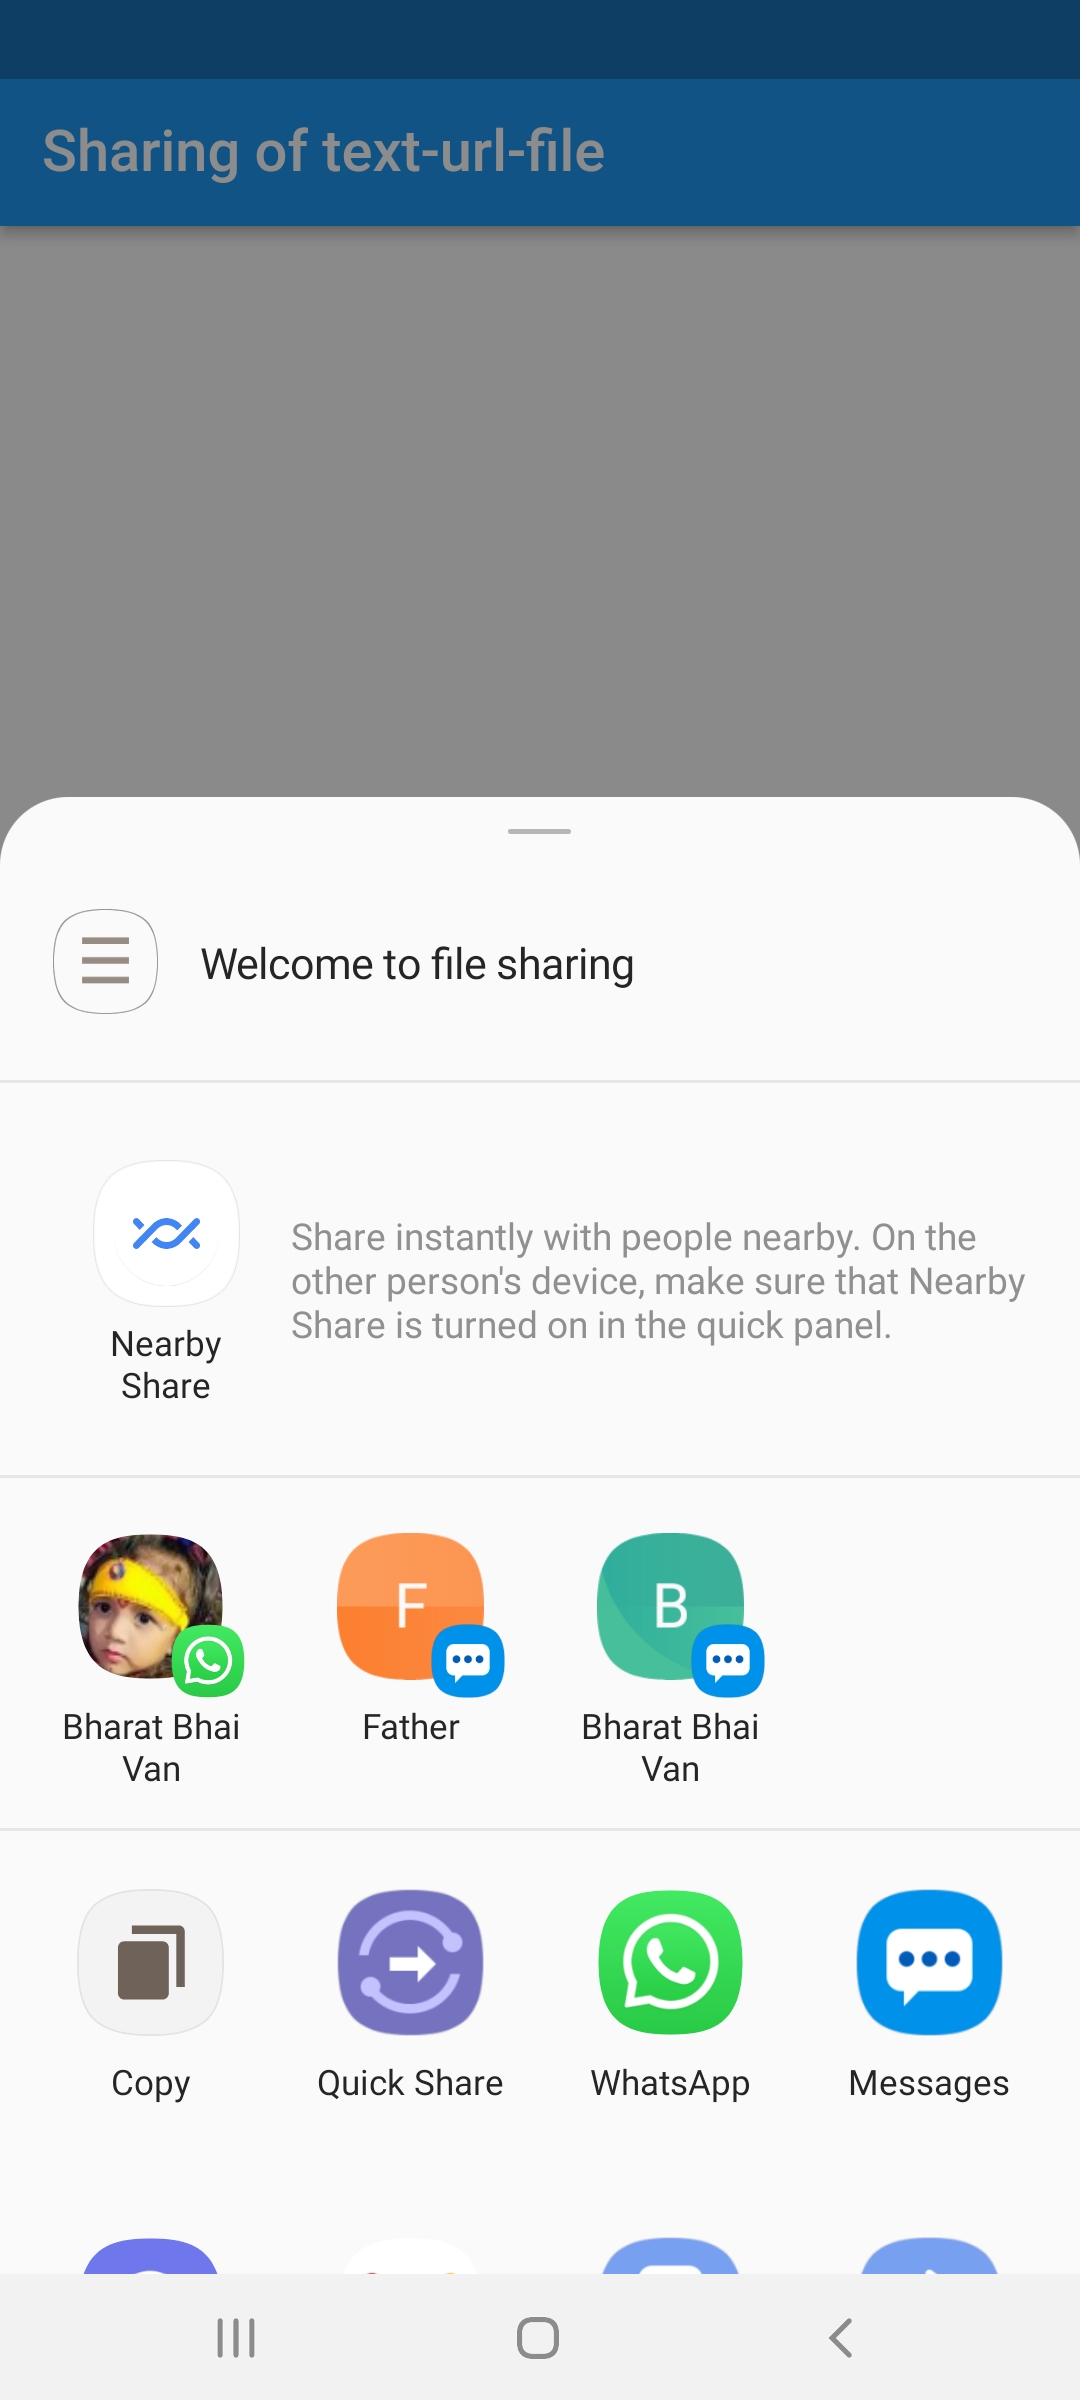 Sharing of text-url-file
Welcome to file sharing
Share instantly with people nearby. On the
other person's device, make sure that Nearby
Share is turned on in the quick panel.
Nearby
Share
F
B
Bharat Bhai
Van
Father
Bharat Bhai
Van
Copy
Quick Share
WhatsApp
Messages